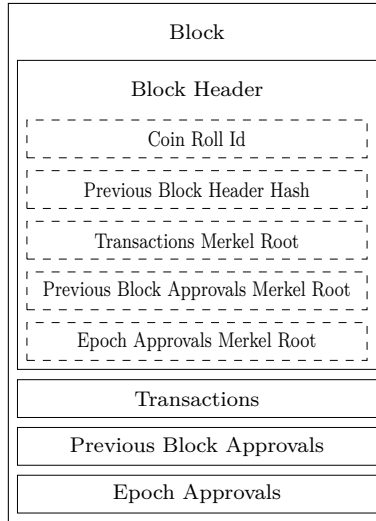 Block
Block Header
Coin Roll Id
Previous Block Header Hash
Transactions Merkel Root
Previous Block Approvals Merkel Root
Epoch Approvals Merkel Root
Transactions
Previous Block Approvals
Epoch Approvals